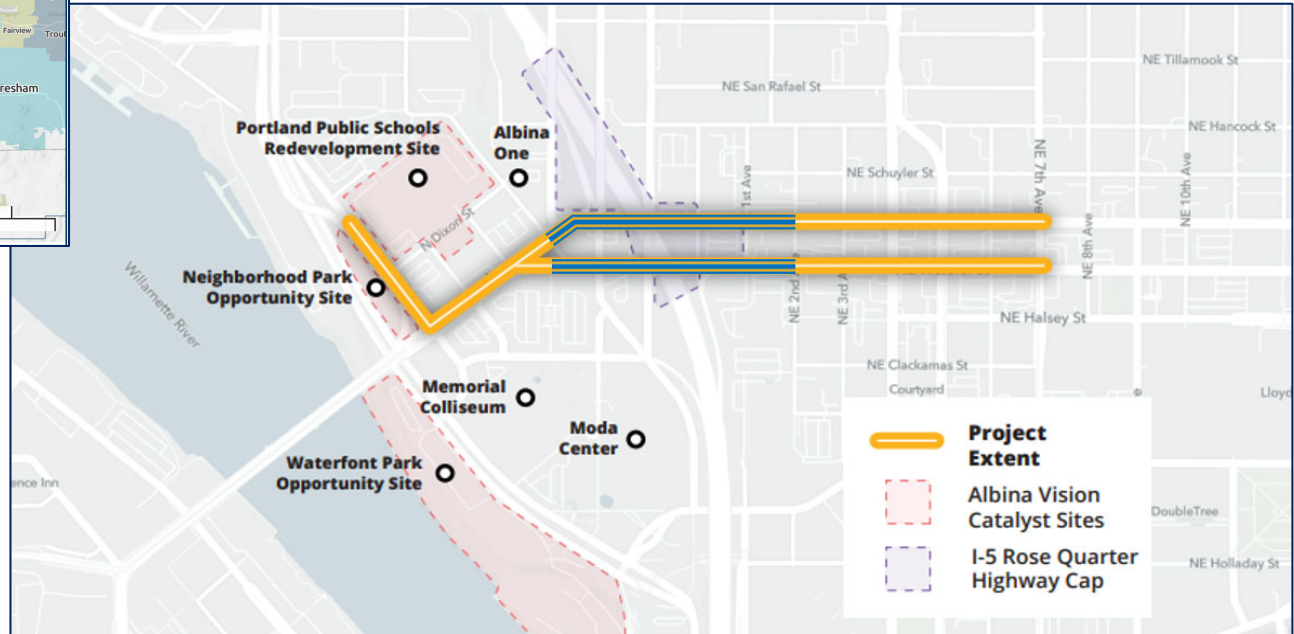 Fairview
Trout
resham
NE Tillamook St
NE San Rafael St
NE Hancock St
Portland Public Schools
Redevelopment Site
Albina
One
1st Ave
NE Schuyler St
NE 7th Ave
NE 10th Ave
N Dixon St
NE 8th Ave
Willamette River
Neighborhood Park
Opportunity Site
NE 2nd
NE 3rd A
NE Halsey St
NE Clackamas St
Courtyard
Lloyd
Memorial
Colliseum
Moda
Center
Waterfont Park
Opportunity Site
ence Inn
Project
Extent
Albina Vision
Catalyst Sites
I-5 Rose Quarter
Highway Cap
DoubleTree
NE Holladay St